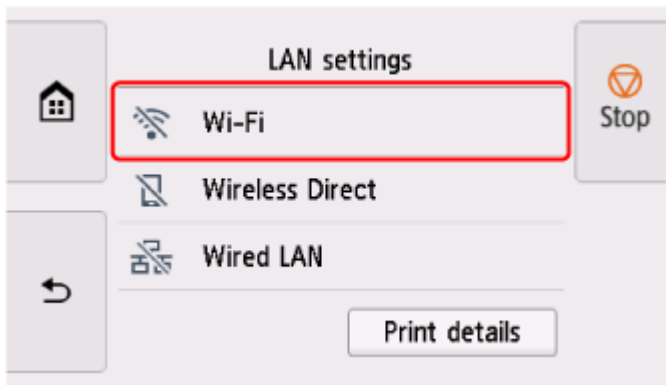 LAN settings
Wi-Fi
Stop
Wireless Direct
Wired LAN
Print details